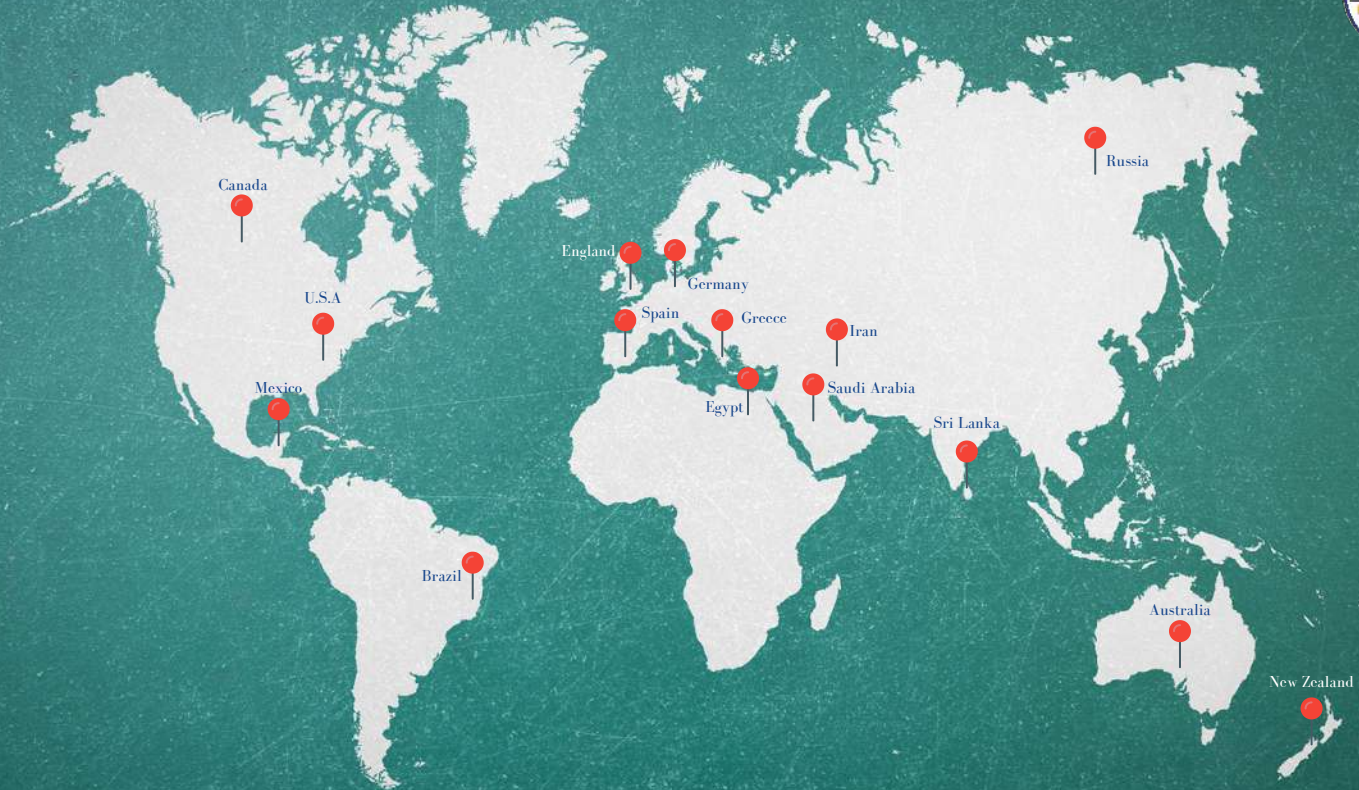 Russia
Canada
England
Germany
U.S.A
Spain
Greece
Iran
Mexico
Saudi Arabia
Egypt
Sri Lanka
Brazil
Australia
New Zealand